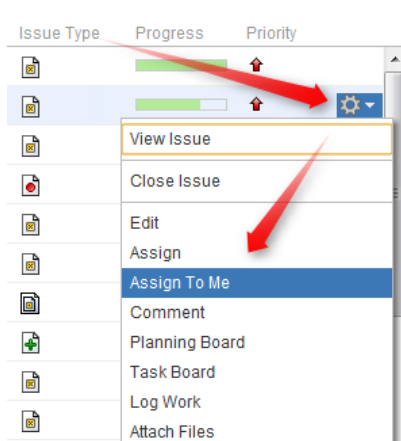 Issue Type Progress Priority
View Issue
Close Issue
Edit
Assign
Assign To Me
Comment
Planning Board
Task Board
Log Work
Attach Files